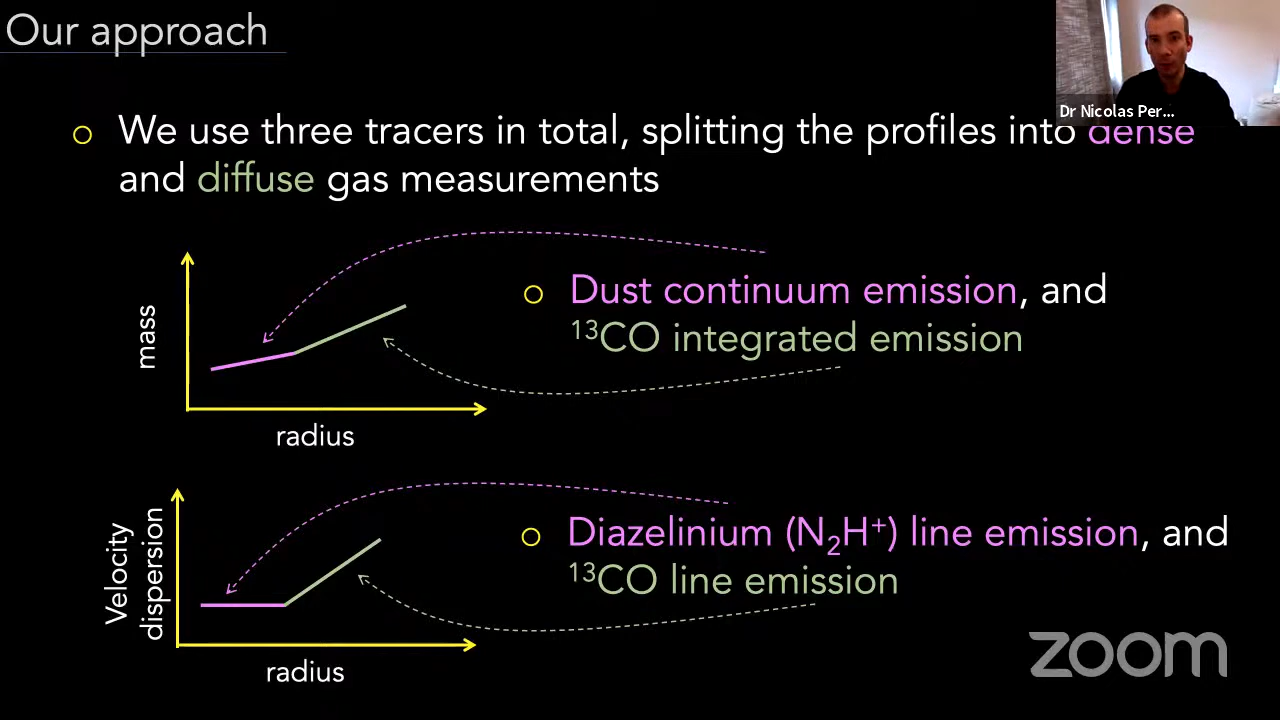 Our approach
Dr Nicolas Per...
o We use three tracers in total, splitting the profiles into dense
and diffuse gas measurements
mass
radius
o Dust continuum emission, and
¹³CO integrated emission
Velocity
dispersion
radius
o Diazelinium (N₂H⁺) line emission, and
¹³CO line emission
zoom